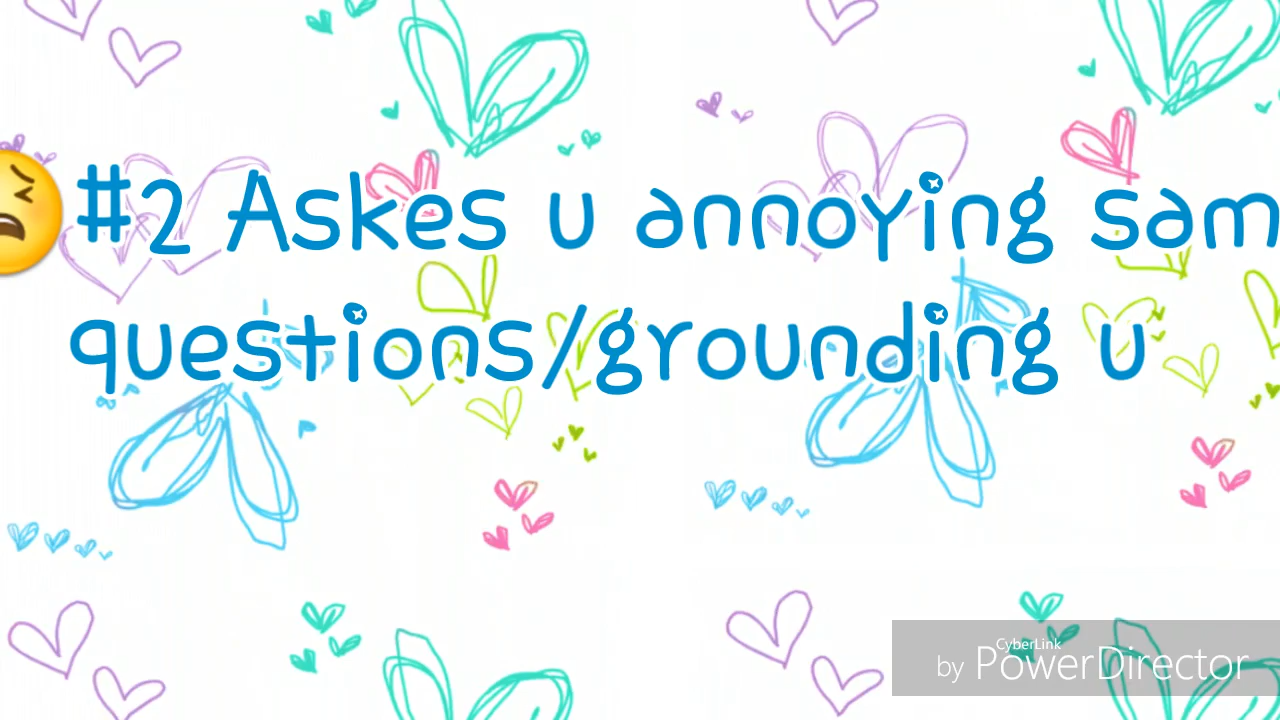 #2 Askes u annoying sam
questions/grounding u
CyberLink
by PowerDirector